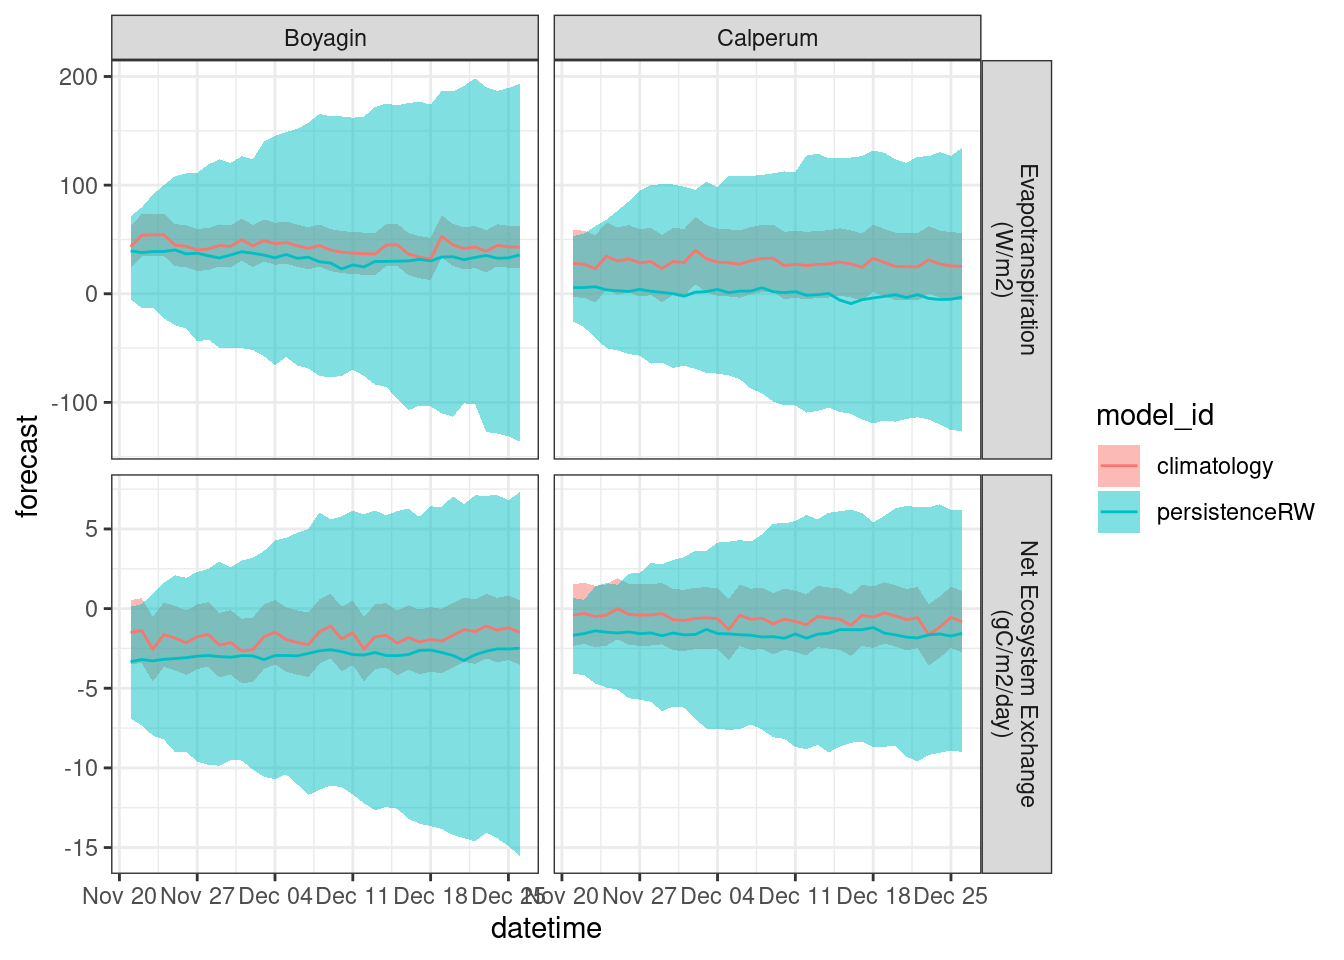 Boyagin
Calperum
200
100
0
-100
Evapotranspiration
(W/m2)
5
0
-5
-10
-15
Net Ecosystem Exchange
(gC/m2/day)
forecast
Nov 20 Nov 27 Dec 04 Dec 11 Dec 18 Dec 25
Nov 20 Nov 27 Dec 04 Dec 11 Dec 18 Dec 25
datetime
model_id
climatology
persistenceRW